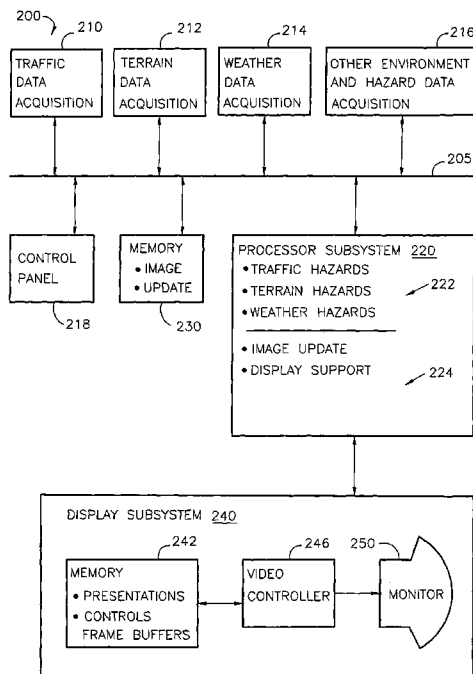 200
210
212
214
216
TRAFFIC
DATA
ACQUISITION
TERRAIN
DATA
ACQUISITION
WEATHER
DATA
ACQUISITION
OTHER ENVIRONMENT
AND HAZARD DATA
ACQUISITION
205
CONTROL
PANEL
218
MEMORY
• IMAGE
• UPDATE
230
PROCESSOR SUBSYSTEM 220
• TRAFFIC HAZARDS
• TERRAIN HAZARDS
• WEATHER HAZARDS
222
• IMAGE UPDATE
• DISPLAY SUPPORT
224
DISPLAY SUBSYSTEM 240
242
246
250
MEMORY
• PRESENTATIONS
• CONTROLS
FRAME BUFFERS
VIDEO
CONTROLLER
MONITOR